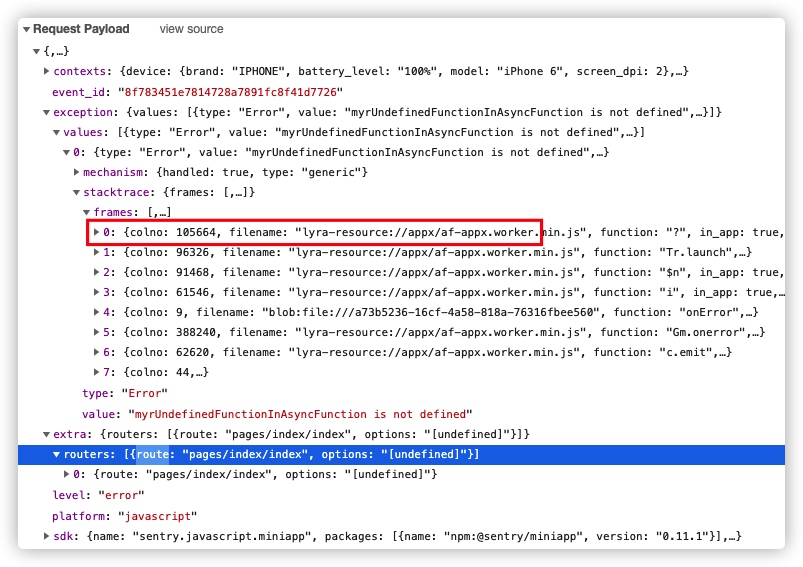 Request Payload view source
{,…}
contexts: {device: {brand: "IPHONE", battery_level: "100%", model: "iPhone 6", screen_dpi: 2},…}
event_id: "8f783451e7814728a7891fc8f41d7726"
exception: {values: [{type: "Error", value: "myrUndefinedFunctionInAsyncFunction is not defined",…}]}
values: [{type: "Error", value: "myrUndefinedFunctionInAsyncFunction is not defined",…}]
0: {type: "Error", value: "myrUndefinedFunctionInAsyncFunction is not defined",…}
mechanism: {handled: true, type: "generic"}
stacktrace: {frames: [,…]}
frames: [,…]
0: {colno: 105664, filename: "lyra-resource://appx/af-appx.worker.min.js", function: "?", in_app: true,
1: {colno: 96326, filename: "lyra-resource://appx/af-appx.worker.min.js", function: "Tr.launch",…}
2: {colno: 91468, filename: "lyra-resource://appx/af-appx.worker.min.js", function: "$n", in_app: true,
3: {colno: 61546, filename: "lyra-resource://appx/af-appx.worker.min.js", function: "i", in_app: true,…
4: {colno: 9, filename: "blob:file:///a73b5236-16cf-4a58-818a-76316fbee560", function: "onError",…}
5: {colno: 388240, filename: "lyra-resource://appx/af-appx.worker.min.js", function: "Gm.onerror",…}
6: {colno: 62620, filename: "lyra-resource://appx/af-appx.worker.min.js", function: "c.emit",…}
7: {colno: 44,…}
type: "Error"
value: "myrUndefinedFunctionInAsyncFunction is not defined"
extra: {routers: [{route: "pages/index/index", options: "[undefined]"}]}
routers: [{route: "pages/index/index", options: "[undefined]"}]
0: {route: "pages/index/index", options: "[undefined]"}
level: "error"
platform: "javascript"
sdk: {name: "sentry.javascript.miniapp", packages: [{name: "npm:@sentry/miniapp", version: "0.11.1"}],…}